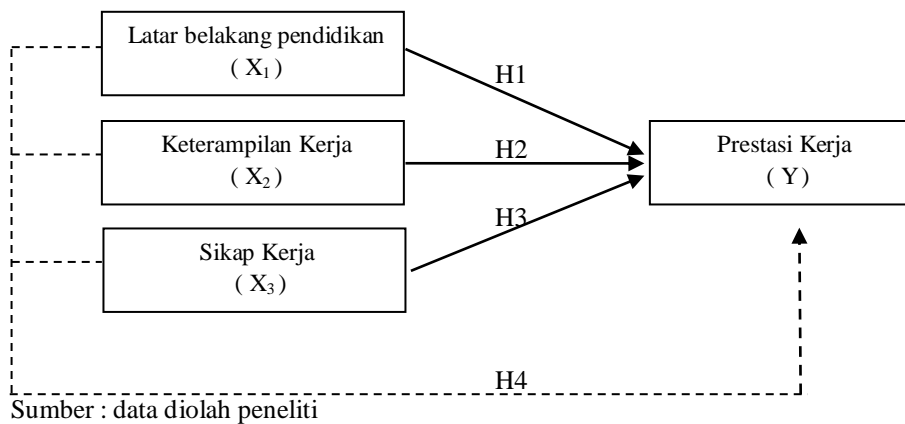 Latar belakang pendidikan
( X₁ )
H1
Keterampilan Kerja
( X₂ )
H2
Prestasi Kerja
( Y)
Sikap Kerja
( X₃ )
H3
H4
Sumber : data diolah peneliti